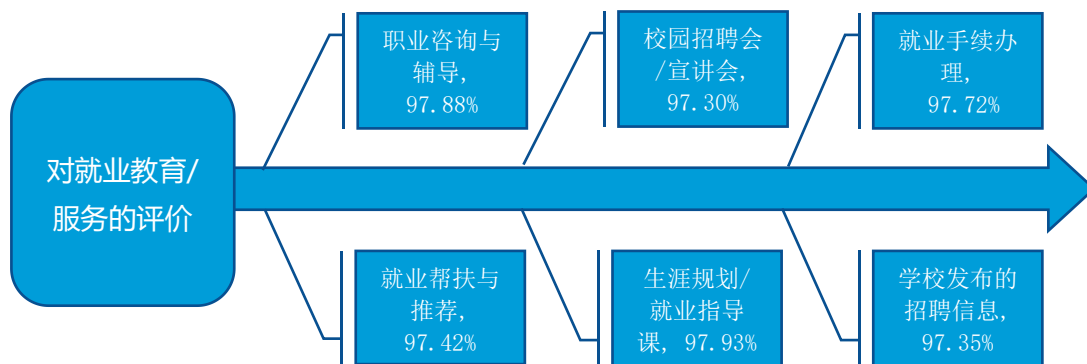 职业咨询与
辅导,
97.88%
校园招聘会
/宣讲会,
97.30%
就业手续办
理,
97.72%
对就业教育/
服务的评价
就业帮扶与
推荐,
97.42%
生涯规划/
就业指导
课, 97.93%
学校发布的
招聘信息,
97.35%